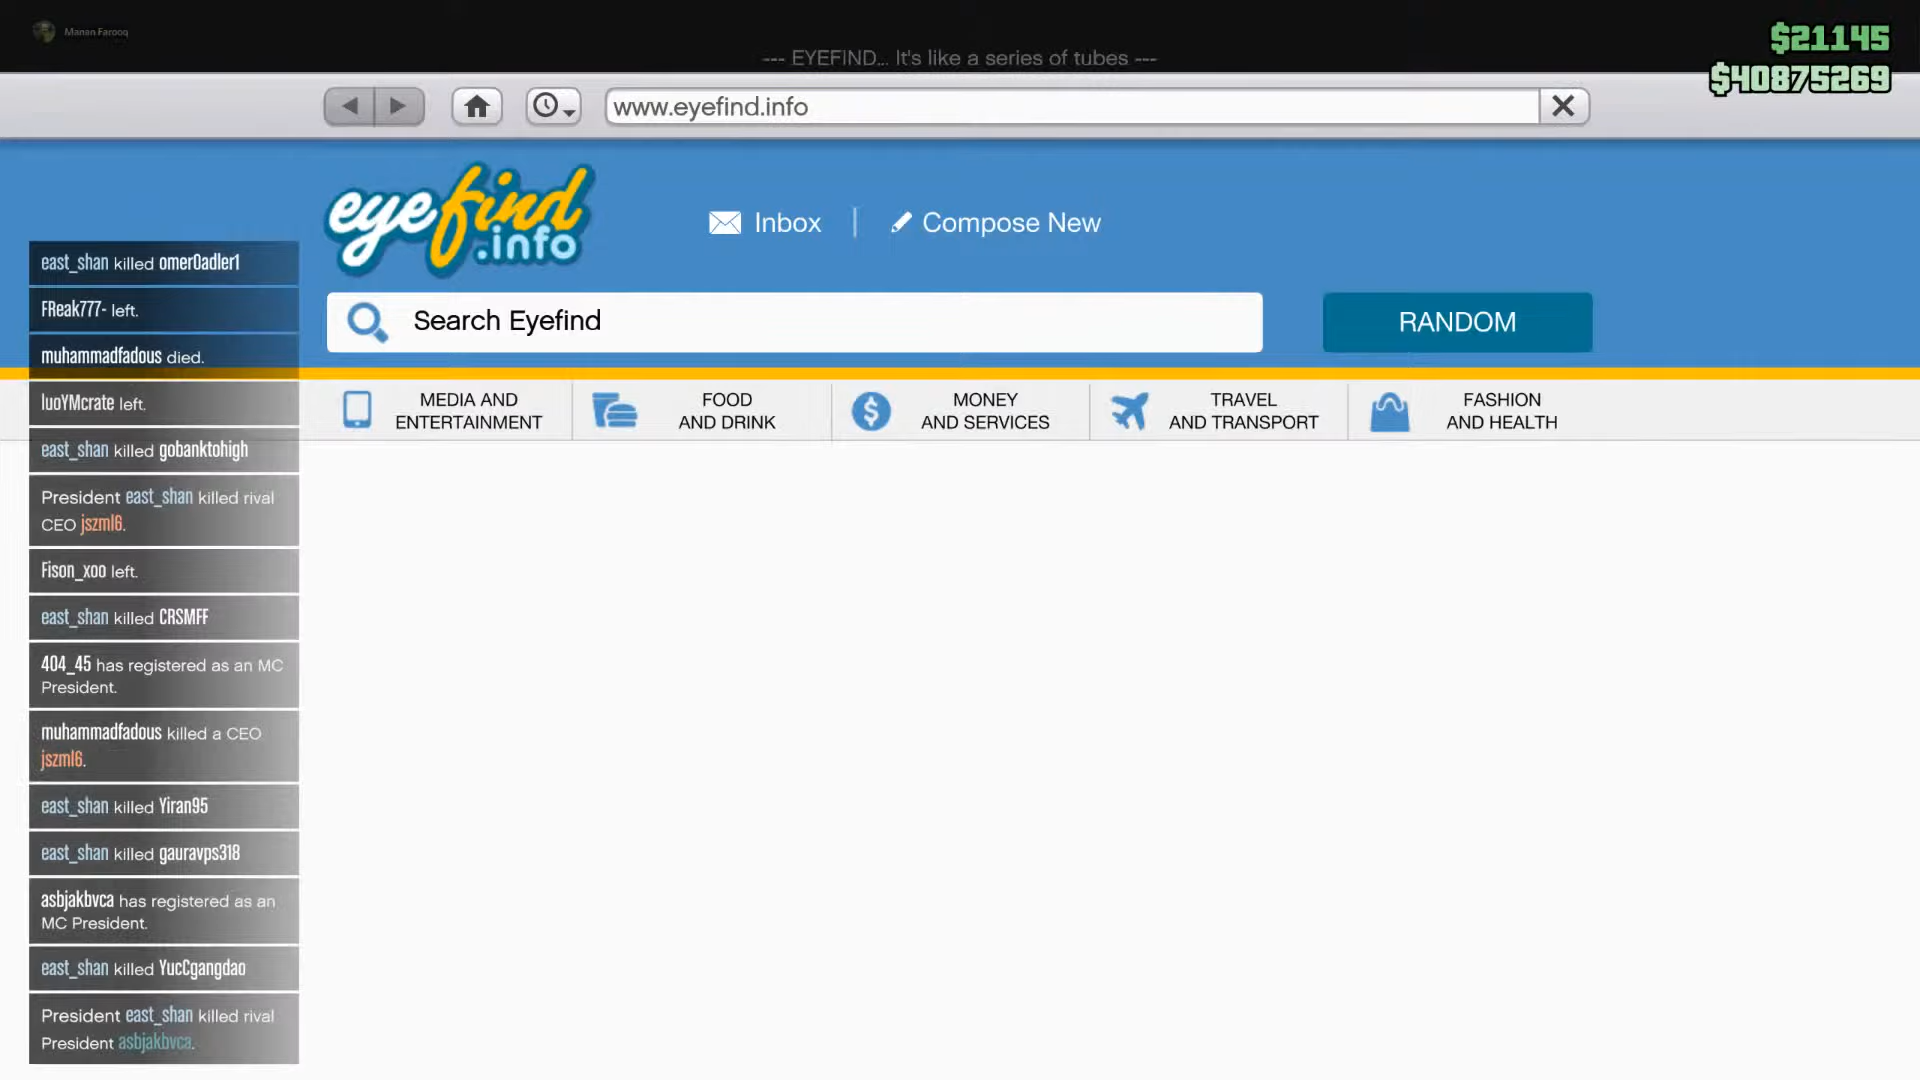 Manan Farooq
--- EYEFIND... It's like a series of tubes ---
$21145
$40875269
www.eyefind.info
eyefind
.info
Inbox | Compose New
Search Eyefind
RANDOM
MEDIA AND
ENTERTAINMENT
FOOD
AND DRINK
MONEY
AND SERVICES
TRAVEL
AND TRANSPORT
FASHION
AND HEALTH
east_shan killed omer0adler1
FReak777- left.
muhammadfadous died.
luoYMcrate left.
east_shan killed gobanktohigh
President east_shan killed rival
CEO jszml6.
Fison_xoo left.
east_shan killed CRSMFF
404_45 has registered as an MC
President.
muhammadfadous killed a CEO
jszml6.
east_shan killed Yiran95
east_shan killed gauravps318
asbjakbvca has registered as an
MC President.
east_shan killed YucCgangdao
President east_shan killed rival
President asbjakbvca.